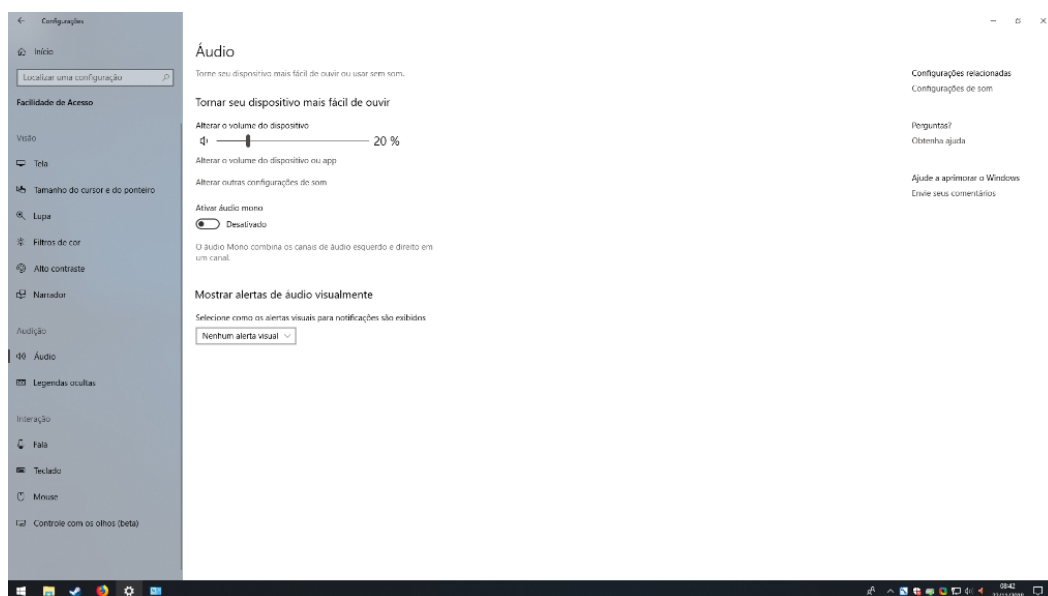 Configurações
Início
Localizar uma configuração
Facilidade de Acesso
Visão
Tela
Tamanho do cursor e do ponteiro
Lupa
Filtros de cor
Alto contraste
Narrador
Audição
Áudio
Legendas ocultas
Interação
Fala
Teclado
Mouse
Controle com os olhos (beta)
Áudio
Torne seu dispositivo mais fácil de ouvir ou usar sem som.
Tornar seu dispositivo mais fácil de ouvir
Alterar o volume do dispositivo
20 %
Alterar o volume do dispositivo ou app
Alterar outras configurações de som
Ativar áudio mono
Desativado
O áudio Mono combina os canais de áudio esquerdo e direito em
um canal.
Mostrar alertas de áudio visualmente
Selecione como os alertas visuais para notificações são exibidos
Nenhum alerta visual
Configurações relacionadas
Configurações de som
Perguntas?
Obtenha ajuda
Ajude a aprimorar o Windows
Envie seus comentários
08:42